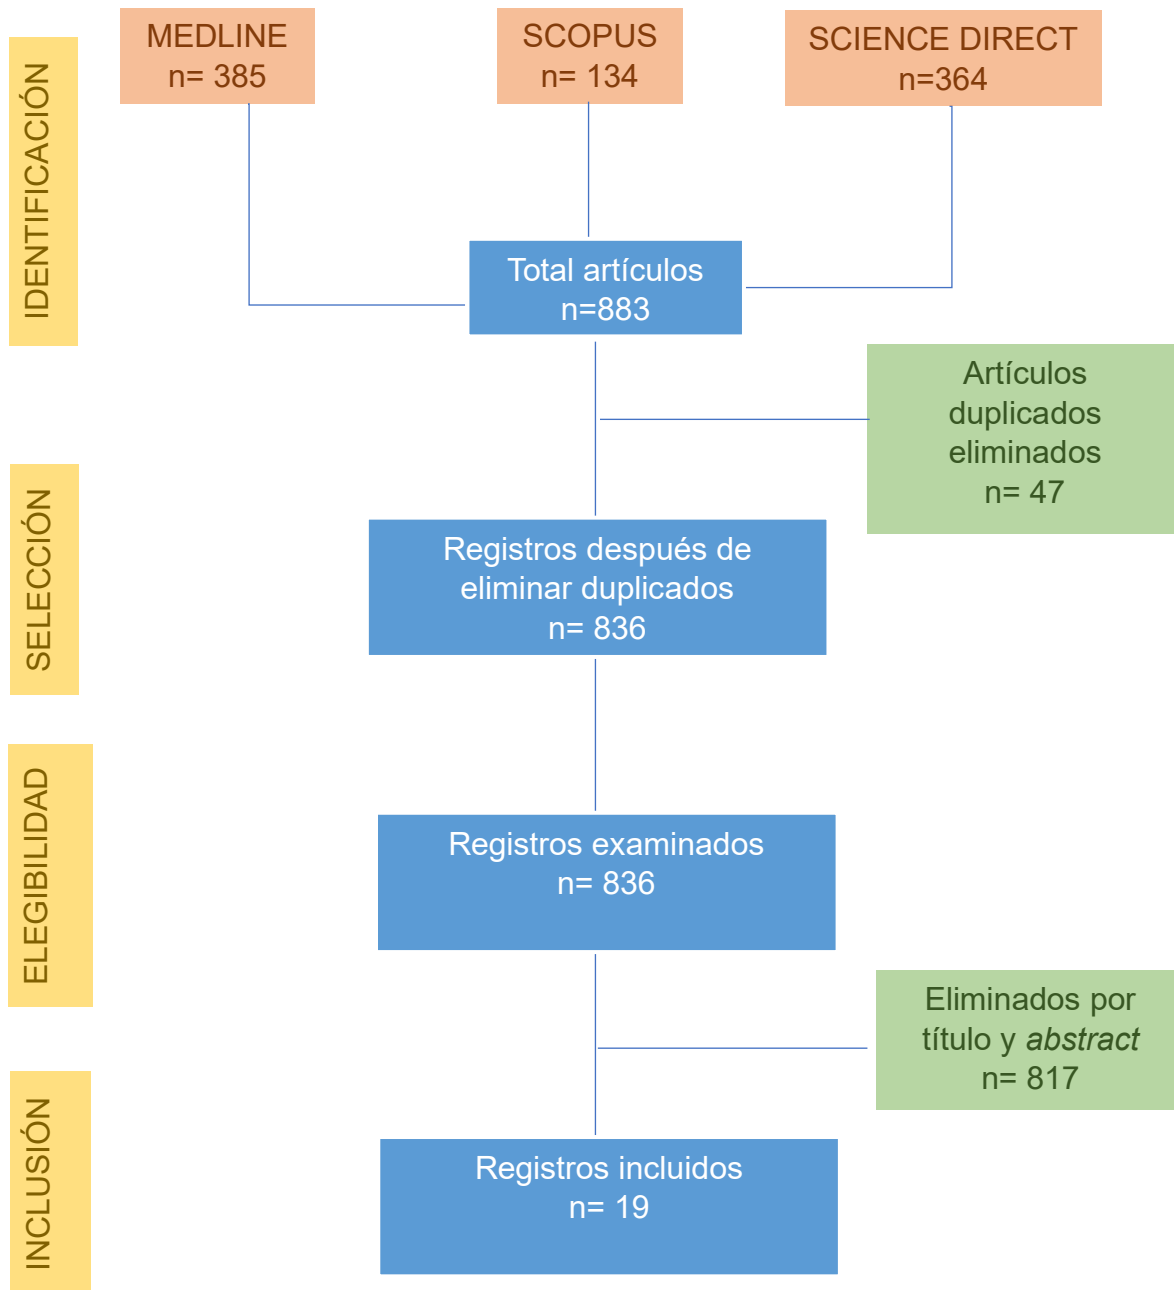 MEDLINE
n= 385
SCOPUS
n= 134
SCIENCE DIRECT
n=364
IDENTIFICACIÓN
Total artículos
n=883
Artículos
duplicados
eliminados
n= 47
SELECCIÓN
Registros después de
eliminar duplicados
n= 836
ELEGIBILIDAD
Registros examinados
n= 836
Eliminados por
título y abstract
n= 817
INCLUSIÓN
Registros incluidos
n= 19